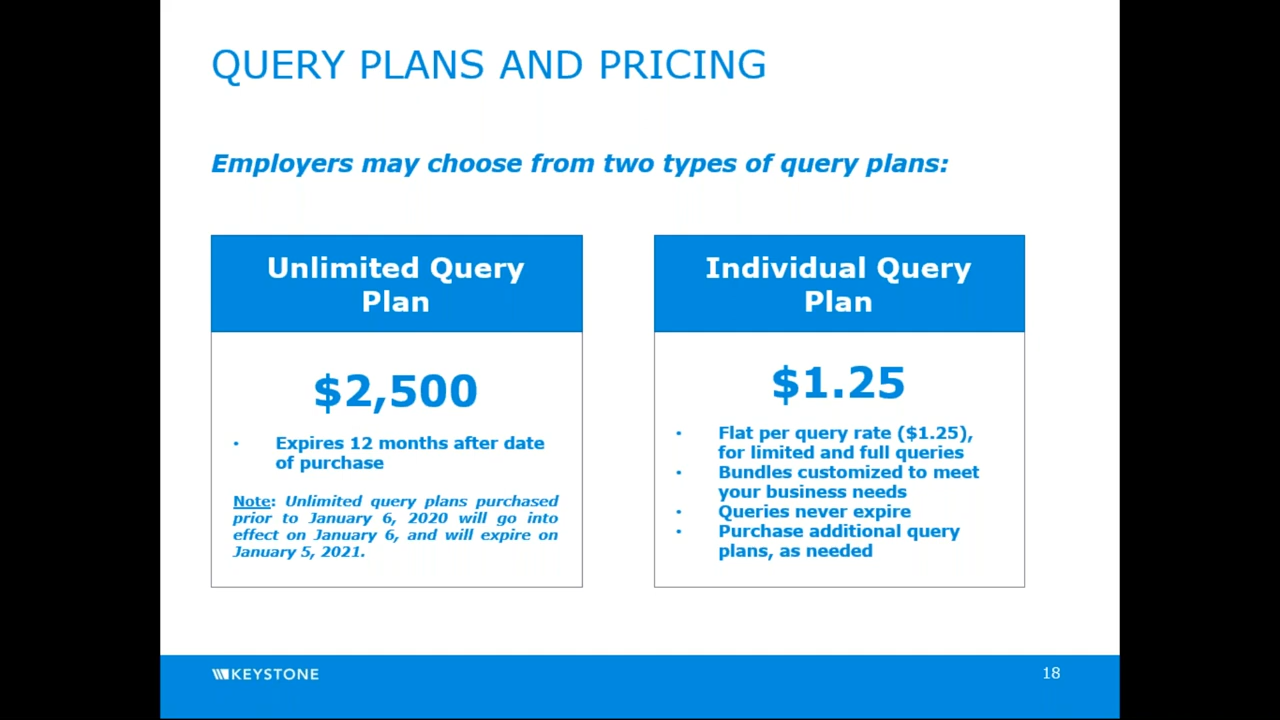 QUERY PLANS AND PRICING
Employers may choose from two types of query plans:
Unlimited Query
Plan
$2,500
• Expires 12 months after date
of purchase
Note: Unlimited query plans purchased
prior to January 6, 2020 will go into
effect on January 6, and will expire on
January 5, 2021.
Individual Query
Plan
$1.25
• Flat per query rate ($1.25),
for limited and full queries
• Bundles customized to meet
your business needs
• Queries never expire
• Purchase additional query
plans, as needed
KEYSTONE
18